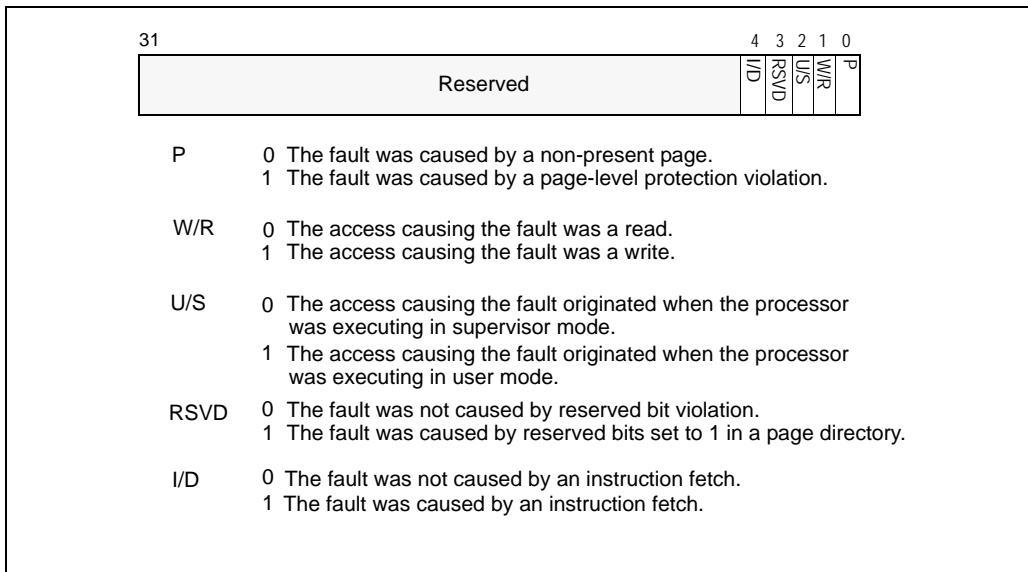 31 4 3 2 1 0
Reserved I/D RSVD U/S W/R P
P 0 The fault was caused by a non-present page.
1 The fault was caused by a page-level protection violation.
W/R 0 The access causing the fault was a read.
1 The access causing the fault was a write.
U/S 0 The access causing the fault originated when the processor
was executing in supervisor mode.
1 The access causing the fault originated when the processor
was executing in user mode.
RSVD 0 The fault was not caused by reserved bit violation.
1 The fault was caused by reserved bits set to 1 in a page directory.
I/D 0 The fault was not caused by an instruction fetch.
1 The fault was caused by an instruction fetch.